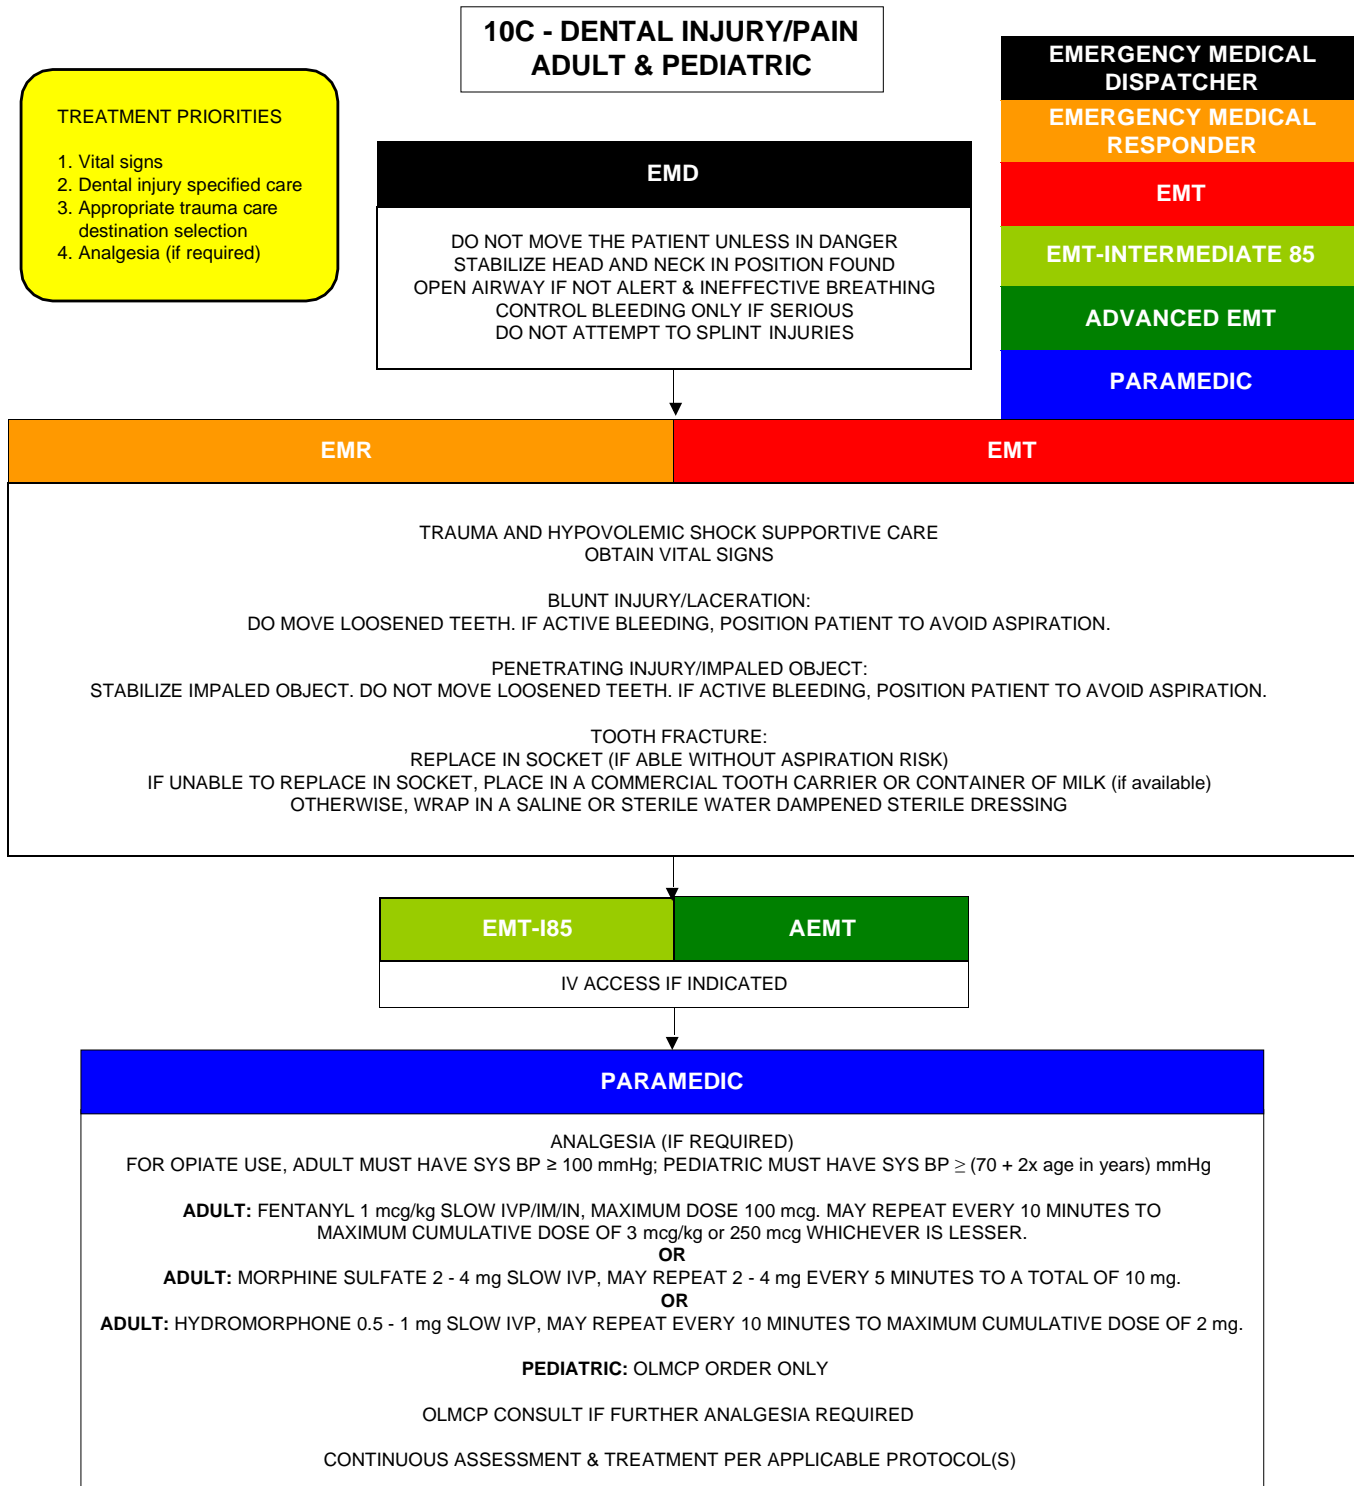 10C - DENTAL INJURY/PAIN
ADULT & PEDIATRIC
TREATMENT PRIORITIES
1. Vital signs
2. Dental injury specified care
3. Appropriate trauma care
destination selection
4. Analgesia (if required)
EMERGENCY MEDICAL
DISPATCHER
EMERGENCY MEDICAL
RESPONDER
EMT
EMT-INTERMEDIATE 85
ADVANCED EMT
PARAMEDIC
EMD
DO NOT MOVE THE PATIENT UNLESS IN DANGER
STABILIZE HEAD AND NECK IN POSITION FOUND
OPEN AIRWAY IF NOT ALERT & INEFFECTIVE BREATHING
CONTROL BLEEDING ONLY IF SERIOUS
DO NOT ATTEMPT TO SPLINT INJURIES
EMR
EMT
TRAUMA AND HYPOVOLEMIC SHOCK SUPPORTIVE CARE
OBTAIN VITAL SIGNS
BLUNT INJURY/LACERATION:
DO MOVE LOOSENED TEETH. IF ACTIVE BLEEDING, POSITION PATIENT TO AVOID ASPIRATION.
PENETRATING INJURY/IMPALED OBJECT:
STABILIZE IMPALED OBJECT. DO NOT MOVE LOOSENED TEETH. IF ACTIVE BLEEDING, POSITION PATIENT TO AVOID ASPIRATION.
TOOTH FRACTURE:
REPLACE IN SOCKET (IF ABLE WITHOUT ASPIRATION RISK)
IF UNABLE TO REPLACE IN SOCKET, PLACE IN A COMMERCIAL TOOTH CARRIER OR CONTAINER OF MILK (if available)
OTHERWISE, WRAP IN A SALINE OR STERILE WATER DAMPENED STERILE DRESSING
EMT-I85
AEMT
IV ACCESS IF INDICATED
PARAMEDIC
ANALGESIA (IF REQUIRED)
FOR OPIATE USE, ADULT MUST HAVE SYS BP ≥ 100 mmHg; PEDIATRIC MUST HAVE SYS BP ≥ (70 + 2x age in years) mmHg
ADULT: FENTANYL 1 mcg/kg SLOW IVP/IM/IN, MAXIMUM DOSE 100 mcg. MAY REPEAT EVERY 10 MINUTES TO
MAXIMUM CUMULATIVE DOSE OF 3 mcg/kg or 250 mcg WHICHEVER IS LESSER.
OR
ADULT: MORPHINE SULFATE 2 - 4 mg SLOW IVP, MAY REPEAT 2 - 4 mg EVERY 5 MINUTES TO A TOTAL OF 10 mg.
OR
ADULT: HYDROMORPHONE 0.5 - 1 mg SLOW IVP, MAY REPEAT EVERY 10 MINUTES TO MAXIMUM CUMULATIVE DOSE OF 2 mg.
PEDIATRIC: OLMCP ORDER ONLY
OLMCP CONSULT IF FURTHER ANALGESIA REQUIRED
CONTINUOUS ASSESSMENT & TREATMENT PER APPLICABLE PROTOCOL(S)